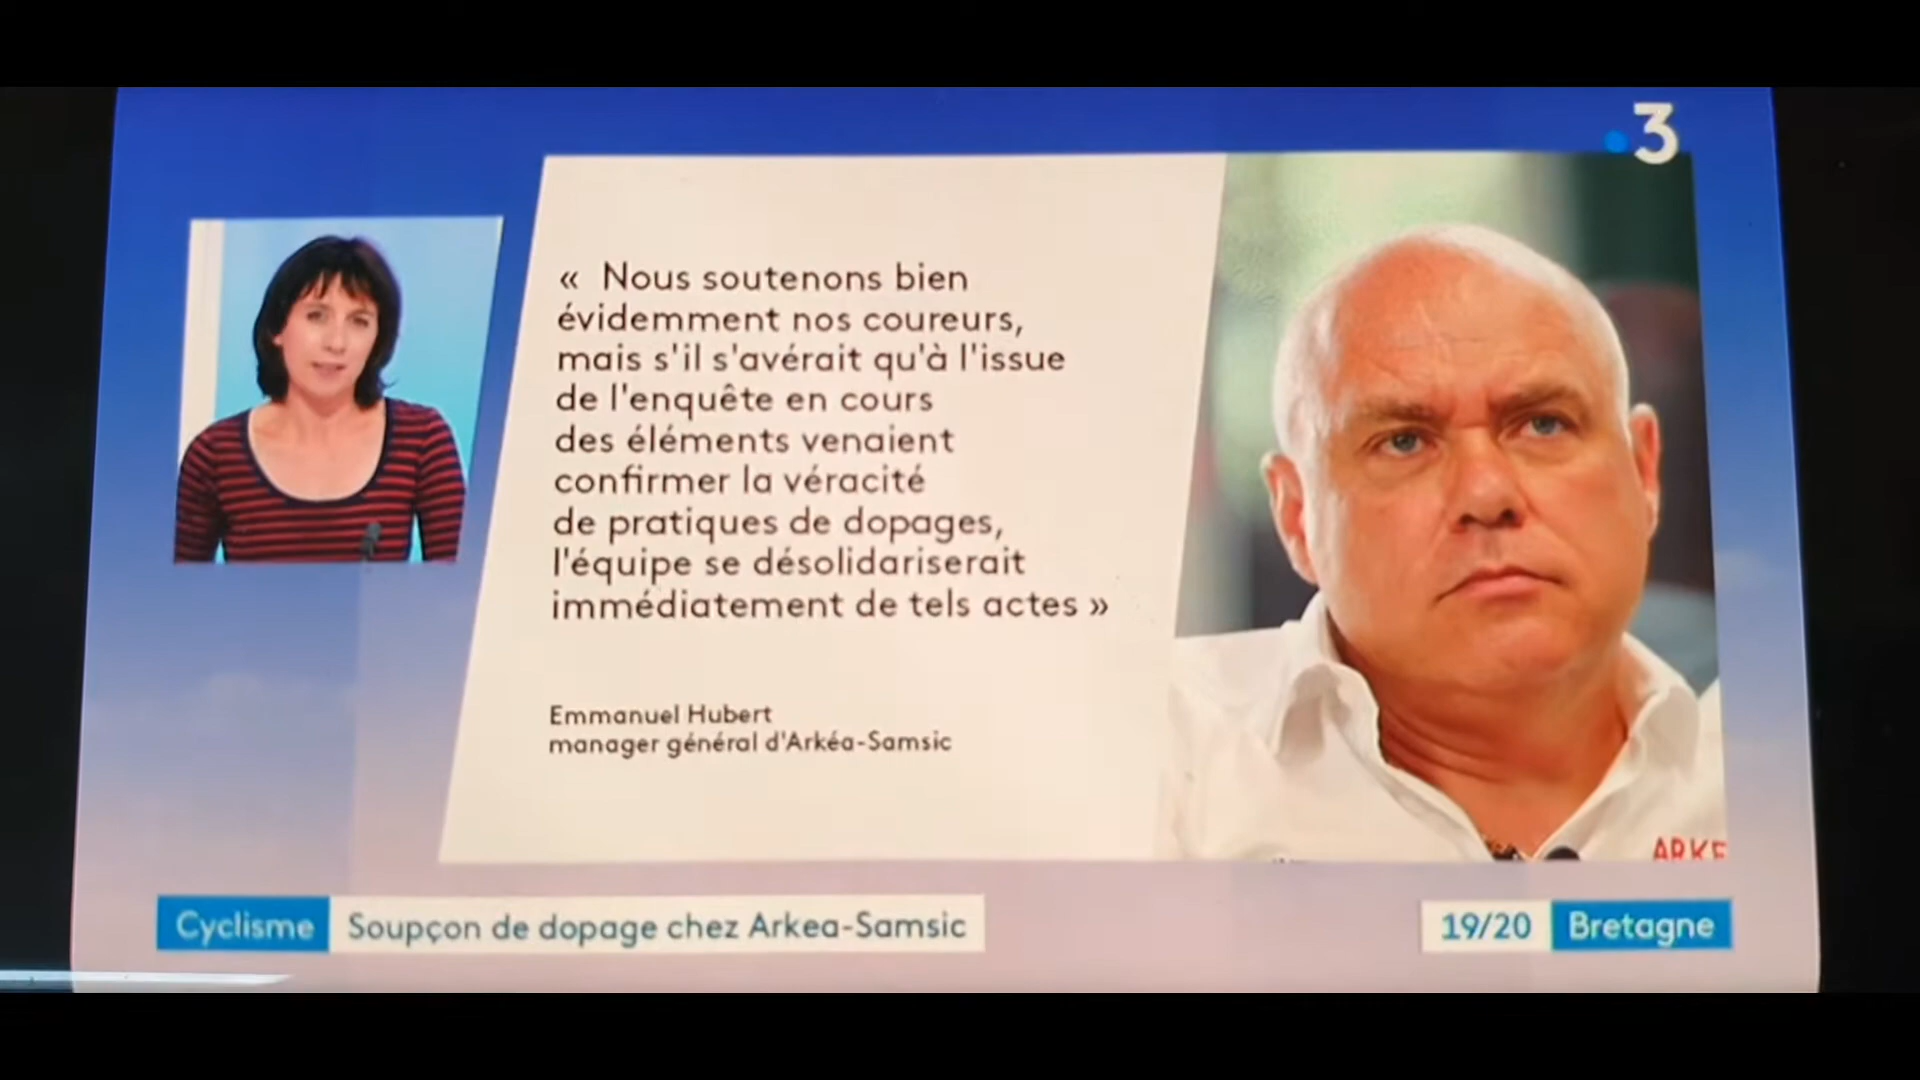 3
« Nous soutenons bien
évidemment nos coureurs,
mais s'il s'avérait qu'à l'issue
de l'enquête en cours
des éléments venaient
confirmer la véracité
de pratiques de dopages,
l'équipe se désolidariserait
immédiatement de tels actes »
Emmanuel Hubert
manager général d'Arkéa-Samsic
ARKE
Cyclisme Soupçon de dopage chez Arkea-Samsic
19/20 Bretagne